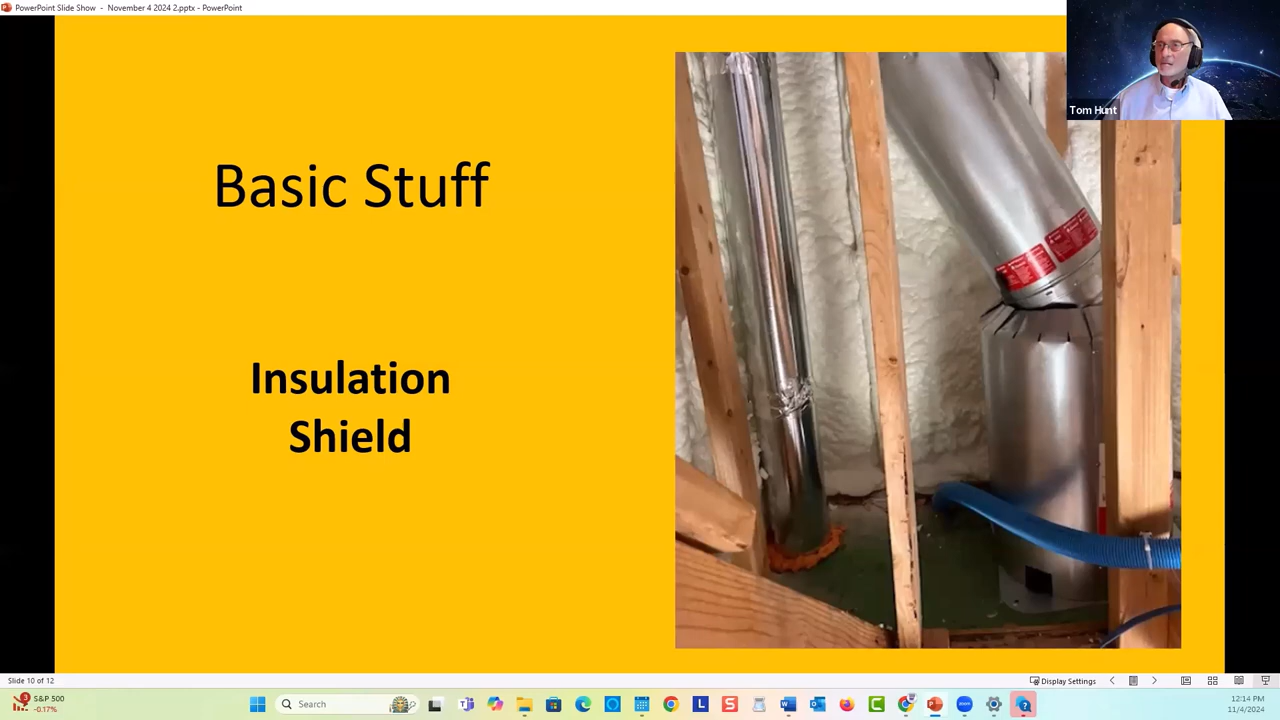 PowerPoint Slide Show - November 4 2024 2.pptx - PowerPoint
Tom Hunt
Basic Stuff
Insulation
Shield
Slide 10 of 12
Display Settings
3
S&P 500
-0.17%
Search
12:14 PM
11/4/2024